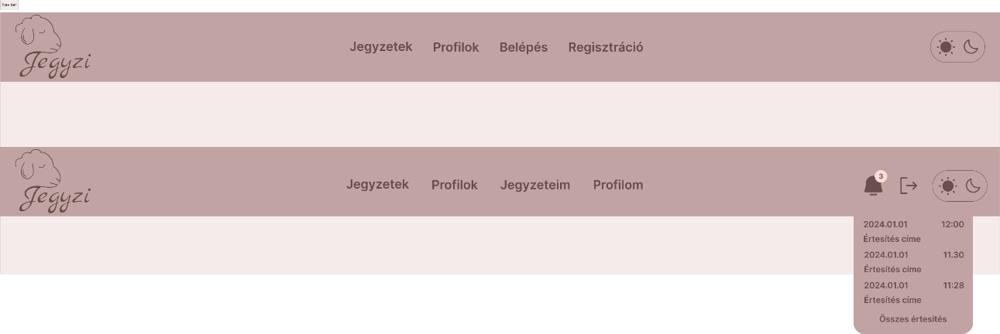 Nav bar
Jegyzi
Jegyzetek Profilok Belépés Regisztráció
Jegyzi
Jegyzetek Profilok Jegyzeteim Profilom
3
2024.01.01 12:00
Értesítés címe
2024.01.01 11.30
Értesítés címe
2024.01.01 11:28
Értesítés címe
Összes értesítés